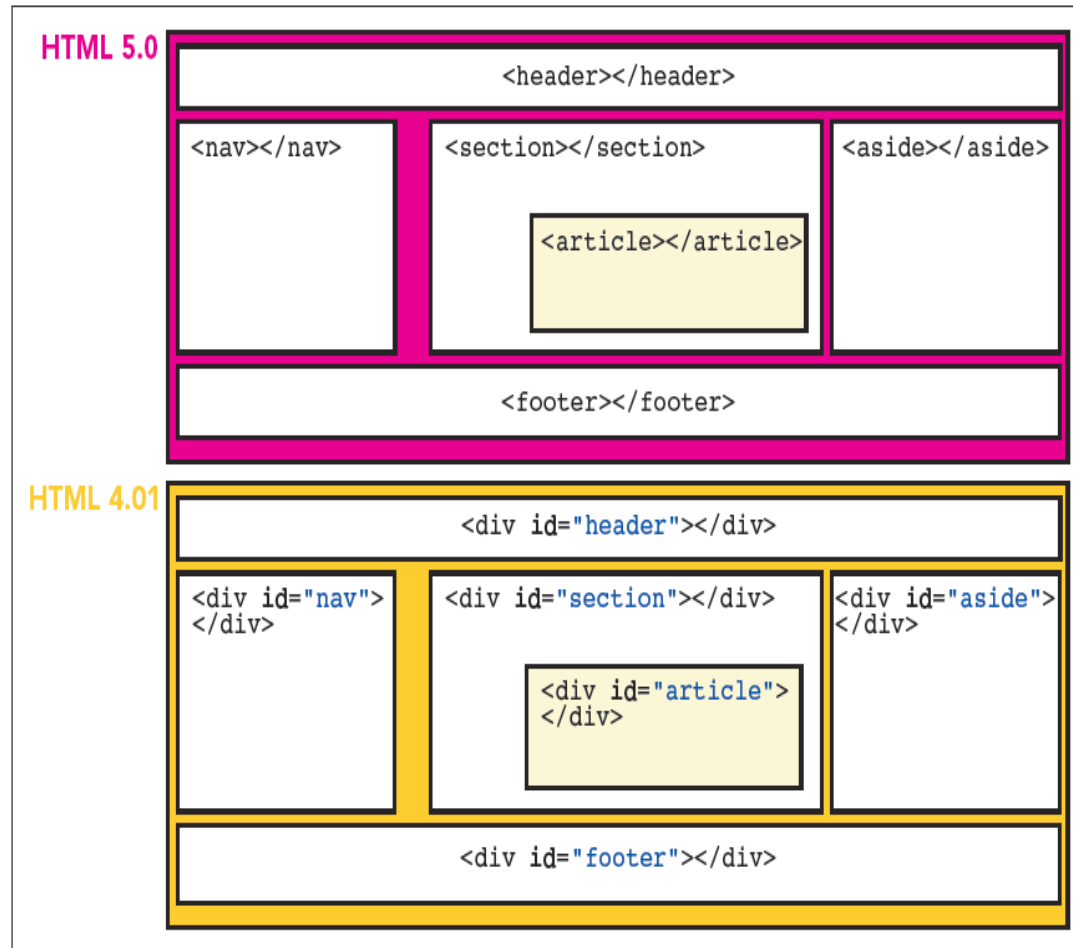 HTML 5.0
<header></header>
<nav></nav>
<section></section>
<aside></aside>
<article></article>
<footer></footer>
HTML 4.01
<div id="header"></div>
<div id="nav">
</div>
<div id="section"></div>
<div id="aside">
</div>
<div id="article">
</div>
<div id="footer"></div>